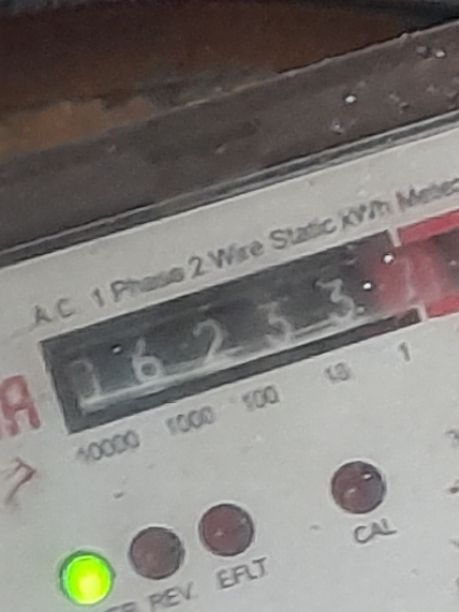 A.C. 1 Phase 2 Wire Static kWh Meter
6 2 3 3
10000 1000 100 10 1
REV. EFLT CAL